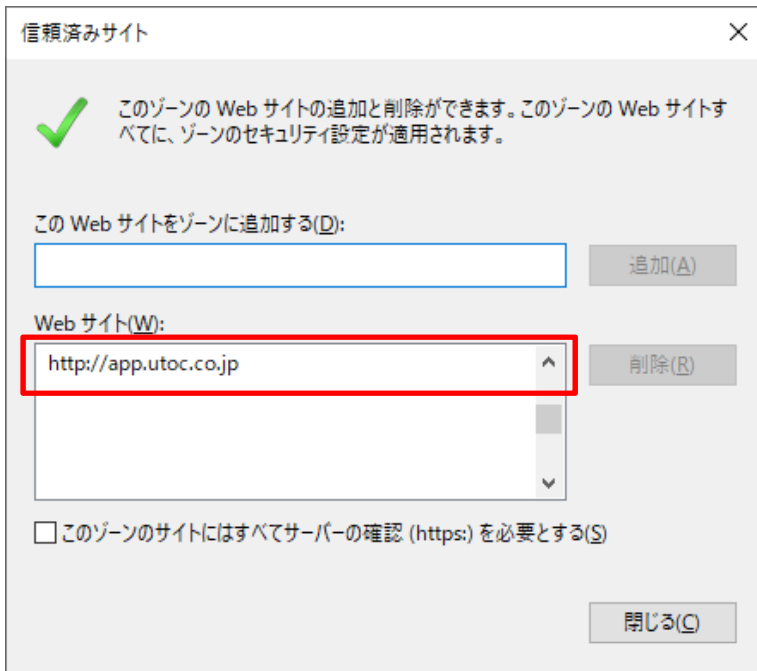 信頼済みサイト
このゾーンの Web サイトの追加と削除ができます。このゾーンの Web サイトす
べてに、ゾーンのセキュリティ設定が適用されます。
この Web サイトをゾーンに追加する(D):
追加(A)
Web サイト(W):
http://app.utoc.co.jp
削除(R)
このゾーンのサイトにはすべてサーバーの確認 (https:) を必要とする(S)
閉じる(C)